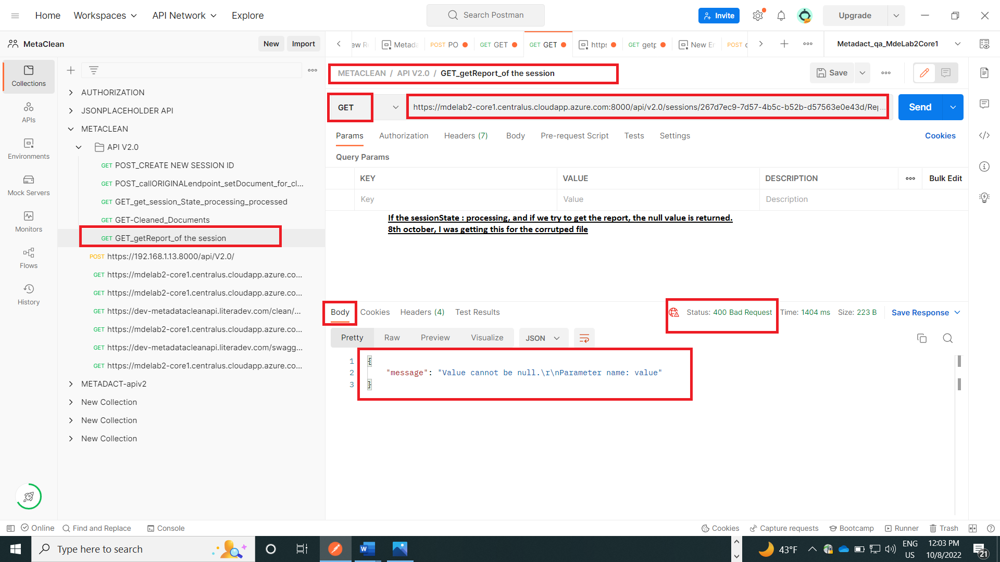 Home Workspaces API Network Explore
Search Postman
Invite
Upgrade
MetaClean
New Import
ew R
Metada
POST PO
GET GET
GET GET
https
GET getp
New E
POST
Metadact_qa_MdeLab2Core1
Collections
APIs
Environments
Mock Servers
Monitors
Flows
History
AUTHORIZATION
JSONPLACEHOLDER API
METACLEAN
API V2.0
GET POST_CREATE NEW SESSION ID
GET POST_callORIGINALendpoint_setDocument_for_cl...
GET GET_get_session_State_processing_processed
GET GET-Cleaned_Documents
GET GET_getReport_of the session
POST https://192.168.1.13.8000/api/V2.0/
GET https://mdelab2-core1.centralus.cloudapp.azure.co...
GET https://mdelab2-core1.centralus.cloudapp.azure.co...
GET https://dev-metadatacleanapi.literadev.com/clean/...
GET https://mdelab2-core1.centralus.cloudapp.azure.co...
GET https://dev-metadatacleanapi.literadev.com/swagg...
GET https://mdelab2-core1.centralus.cloudapp.azure.co...
METADACT-apiv2
New Collection
New Collection
New Collection
METACLEAN / API V2.0 / GET_getReport_of the session
Save
GET
https://mdelab2-core1.centralus.cloudapp.azure.com:8000/api/v2.0/sessions/267d7ec9-7d57-4b5c-b52b-d57563e0e43d/Rep...
Send
Params Authorization Headers (7) Body Pre-request Script Tests Settings
Cookies
Query Params
KEY VALUE DESCRIPTION Bulk Edit
Key Value Description
If the sessionState : processing, and if we try to get the report, the null value is returned.
8th october, I was getting this for the corrutped file
Body Cookies Headers (4) Test Results
Status: 400 Bad Request Time: 1404 ms Size: 223 B Save Response
Pretty Raw Preview Visualize JSON
1 {
2 "message": "Value cannot be null.\r\nParameter name: value"
3 }
Online Find and Replace Console
Cookies Capture requests Bootcamp Runner Trash
Type here to search
43°F
ENG
US
12:03 PM
10/8/2022
21